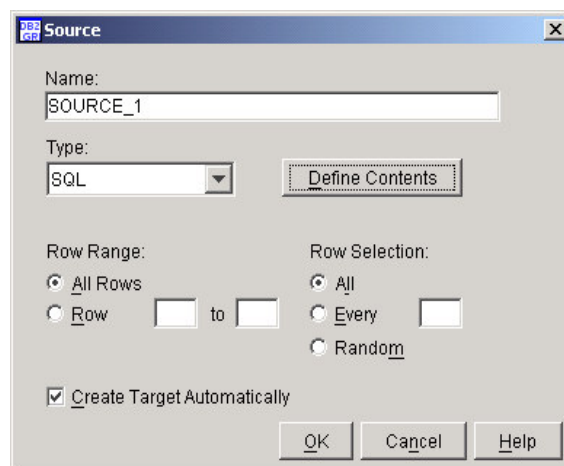 DB2 GR Source
Name:
SOURCE_1
Type:
SQL Define Contents
Row Range: Row Selection:
All Rows All
Row to Every
Random
Create Target Automatically
OK Cancel Help